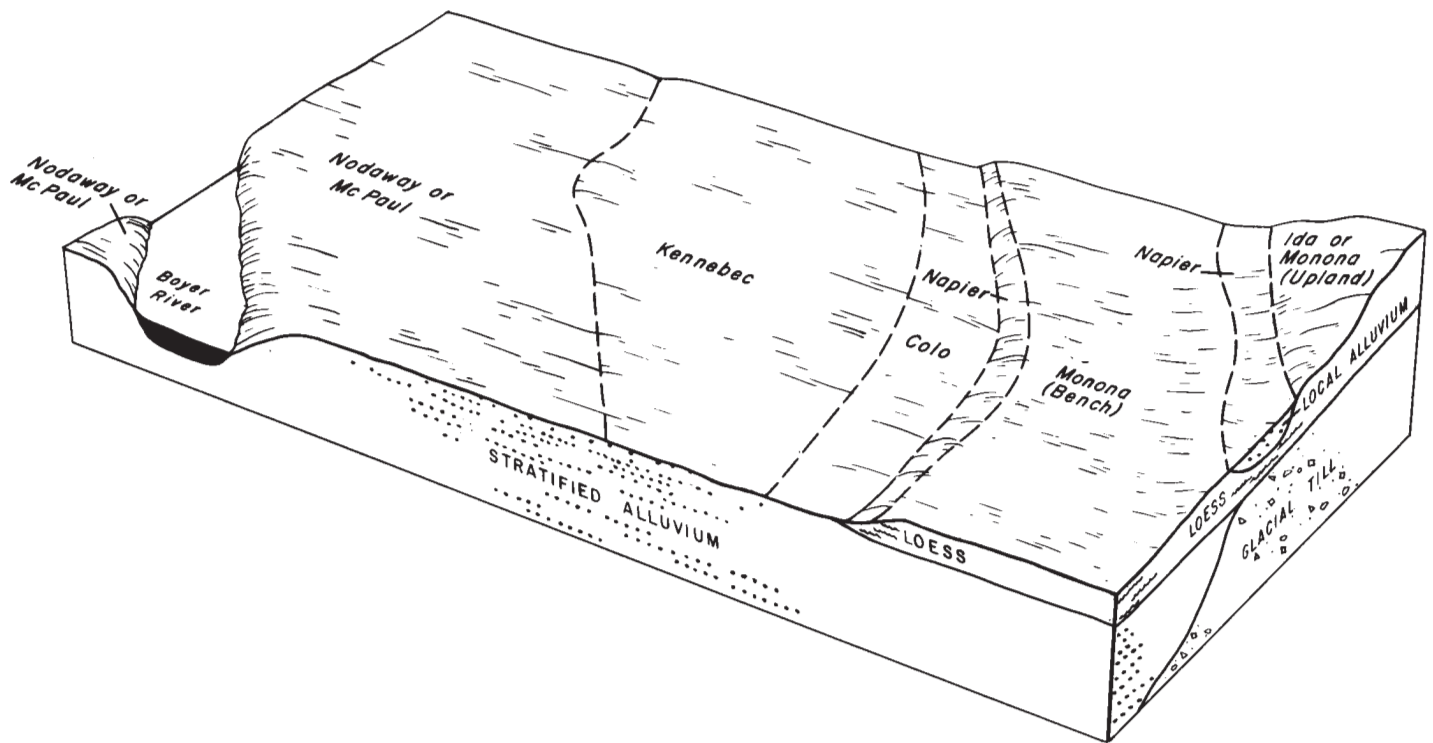 Nodaway or
Mc Paul
Boyer
River
Nodaway or
Mc Paul
Kennebec
Napier
Colo
Monona
(Bench)
Napier
Ida or
Monona
(Upland)
STRATIFIED
ALLUVIUM
LOESS
LOESS
LOCAL ALLUVIUM
GLACIAL TILL